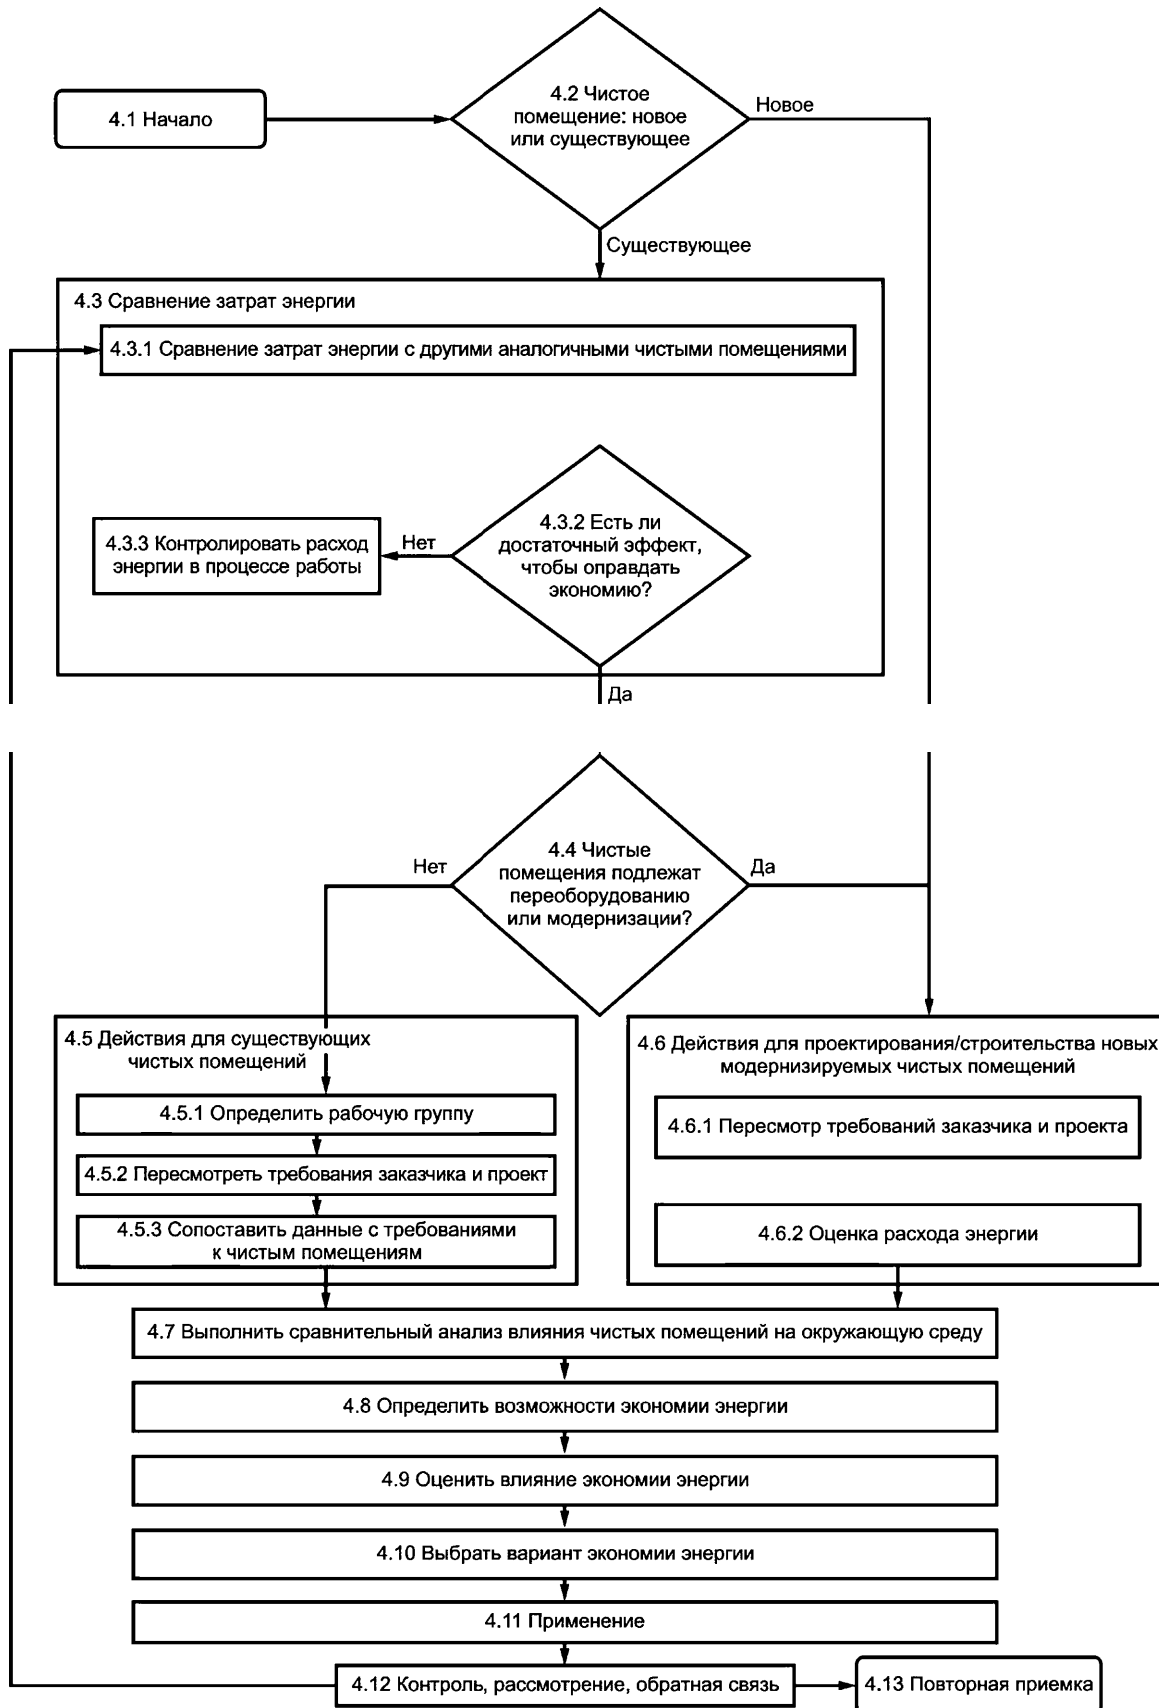 4.1 Начало
4.2 Чистое
помещение: новое
или существующее
Новое
Существующее
4.3 Сравнение затрат энергии
4.3.1 Сравнение затрат энергии с другими аналогичными чистыми помещениями
4.3.2 Есть ли
достаточный эффект,
чтобы оправдать
экономию?
Нет
4.3.3 Контролировать расход
энергии в процессе работы
Да
4.4 Чистые
помещения подлежат
переоборудованию
или модернизации?
Нет
Да
4.5 Действия для существующих
чистых помещений
4.5.1 Определить рабочую группу
4.5.2 Пересмотреть требования заказчика и проект
4.5.3 Сопоставить данные с требованиями
к чистым помещениям
4.6 Действия для проектирования/строительства новых
модернизируемых чистых помещений
4.6.1 Пересмотр требований заказчика и проекта
4.6.2 Оценка расхода энергии
4.7 Выполнить сравнительный анализ влияния чистых помещений на окружающую среду
4.8 Определить возможности экономии энергии
4.9 Оценить влияние экономии энергии
4.10 Выбрать вариант экономии энергии
4.11 Применение
4.12 Контроль, рассмотрение, обратная связь
4.13 Повторная приемка